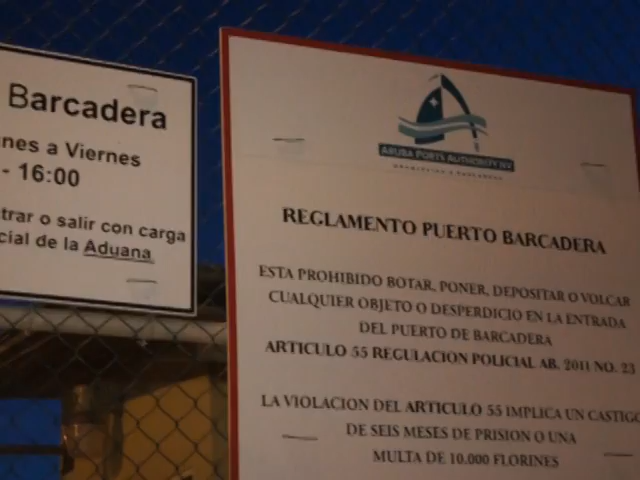 Barcadera
nes a Viernes
- 16:00
trar o salir con carga
cial de la Aduana
ARUBA PORTS AUTHORITY N.V.
REGLAMENTO PUERTO BARCADERA
ESTA PROHIBIDO BOTAR, PONER, DEPOSITAR O VOLCAR
CUALQUIER OBJETO O DESPERDICIO EN LA ENTRADA
DEL PUERTO DE BARCADERA
ARTICULO 55 REGULACION POLICIAL AB. 2011 NO. 23
LA VIOLACION DEL ARTICULO 55 IMPLICA UN CASTIGO
DE SEIS MESES DE PRISION O UNA
MULTA DE 10.000 FLORINES